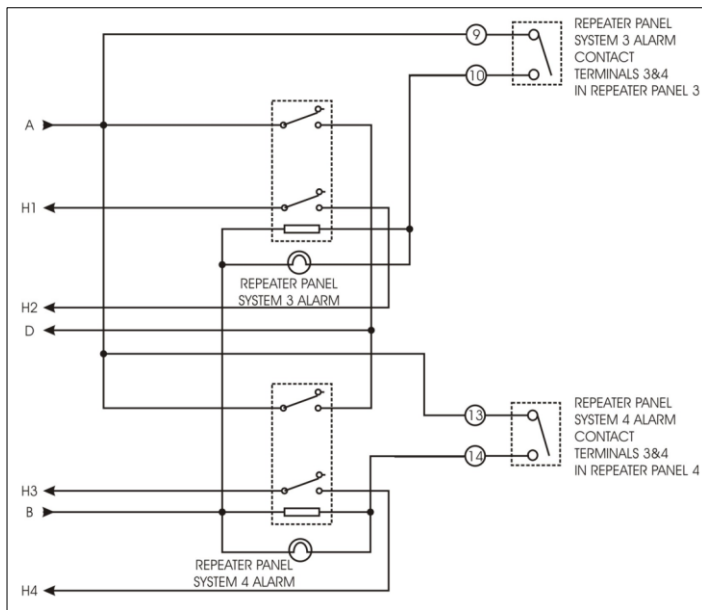 9
REPEATER PANEL
SYSTEM 3 ALARM
CONTACT
TERMINALS 3&4
IN REPEATER PANEL 3
10
A
H1
REPEATER PANEL
SYSTEM 3 ALARM
H2
D
13
REPEATER PANEL
SYSTEM 4 ALARM
CONTACT
TERMINALS 3&4
IN REPEATER PANEL 4
14
H3
B
REPEATER PANEL
SYSTEM 4 ALARM
H4